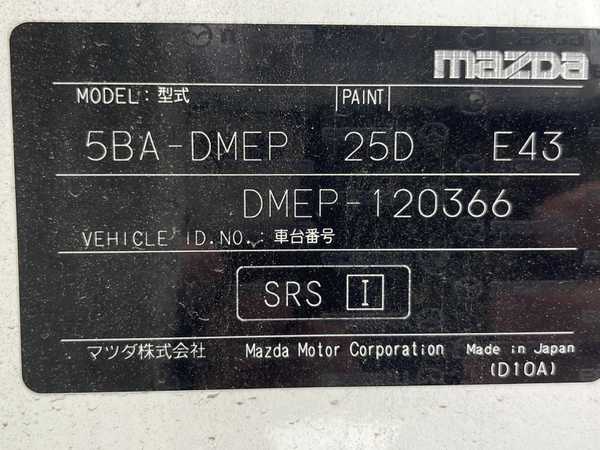 mazda
MODEL: 型式 PAINT
5BA-DMEP 25D E43
DMEP-120366
VEHICLE ID.NO.: 車台番号
SRS I
マツダ株式会社 Mazda Motor Corporation Made in Japan
(D10A)